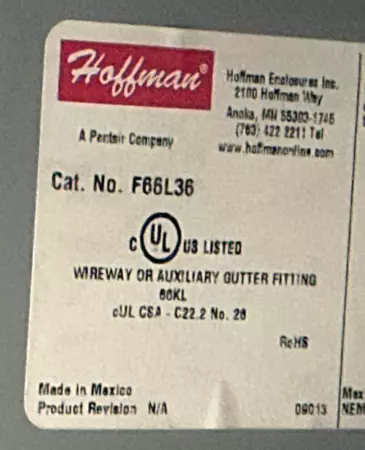 Hoffman®
Hoffman Enclosures Inc.
2100 Hoffman Way
Anoka, MN 55303-1745
(763) 422 2211 Tel
www.hoffmanonline.com
A Pentair Company
Cat. No. F66L36
c UL US LISTED
WIREWAY OR AUXILIARY GUTTER FITTING
66KL
cUL CSA - C22.2 No. 26
RoHS
Made in Mexico
Product Revision N/A
09013
Max
NEM